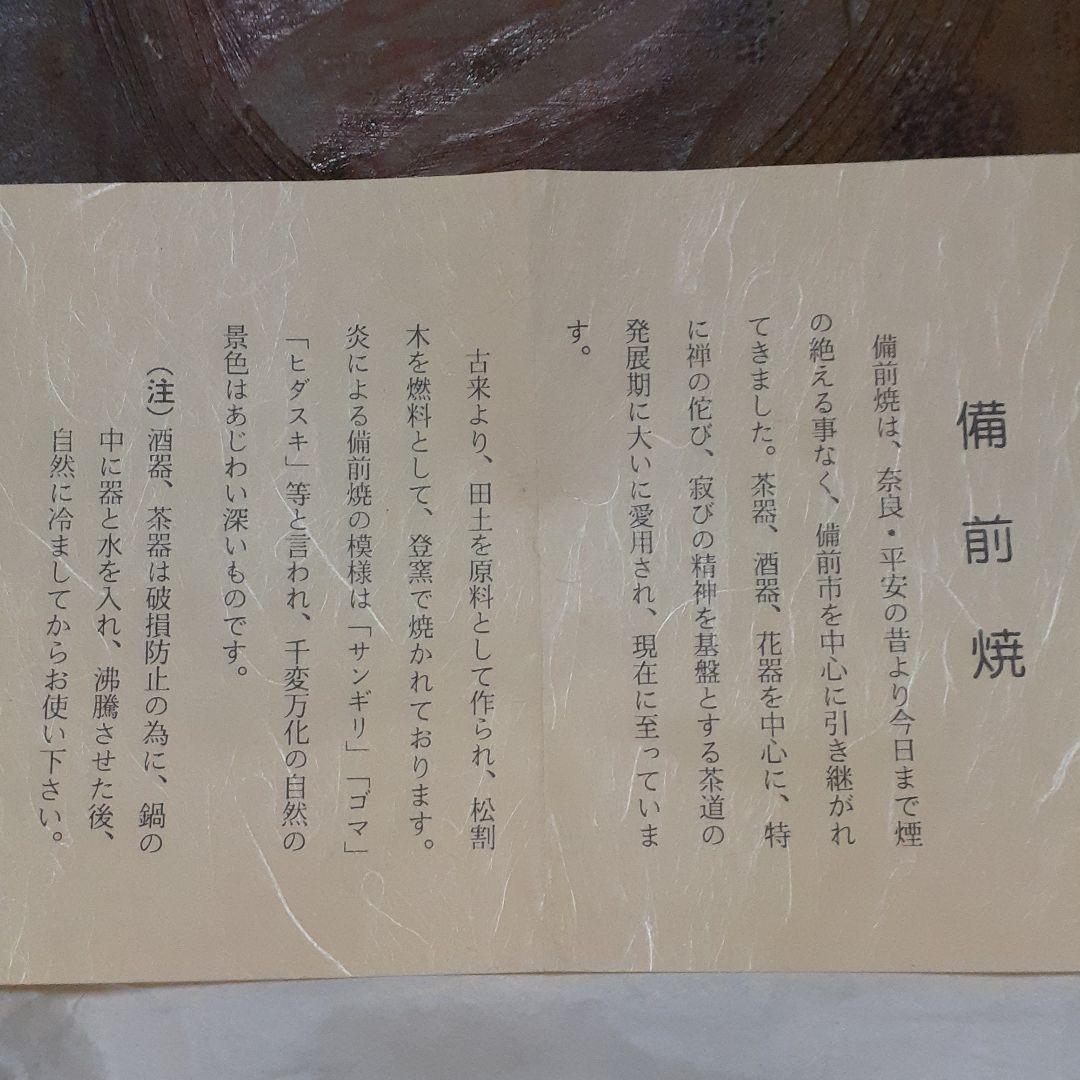 備前焼
備前焼は、奈良・平安の昔より今日まで煙
の絶える事なく、備前市を中心に引き継がれ
てきました。茶器、酒器、花器を中心に、特
に禅の侘び、寂びの精神を基盤とする茶道の
発展期に大いに愛用され、現在に至っていま
す。
古来より、田土を原料として作られ、松割
木を燃料として、登窯で焼かれております。
炎による備前焼の模様は「サンギリ」「ゴマ」
「ヒダスキ」等と言われ、千変万化の自然の
景色はあじわい深いものです。
(注)酒器、茶器は破損防止の為に、鍋の
中に器と水を入れ、沸騰させた後、
自然に冷ましてからお使い下さい。